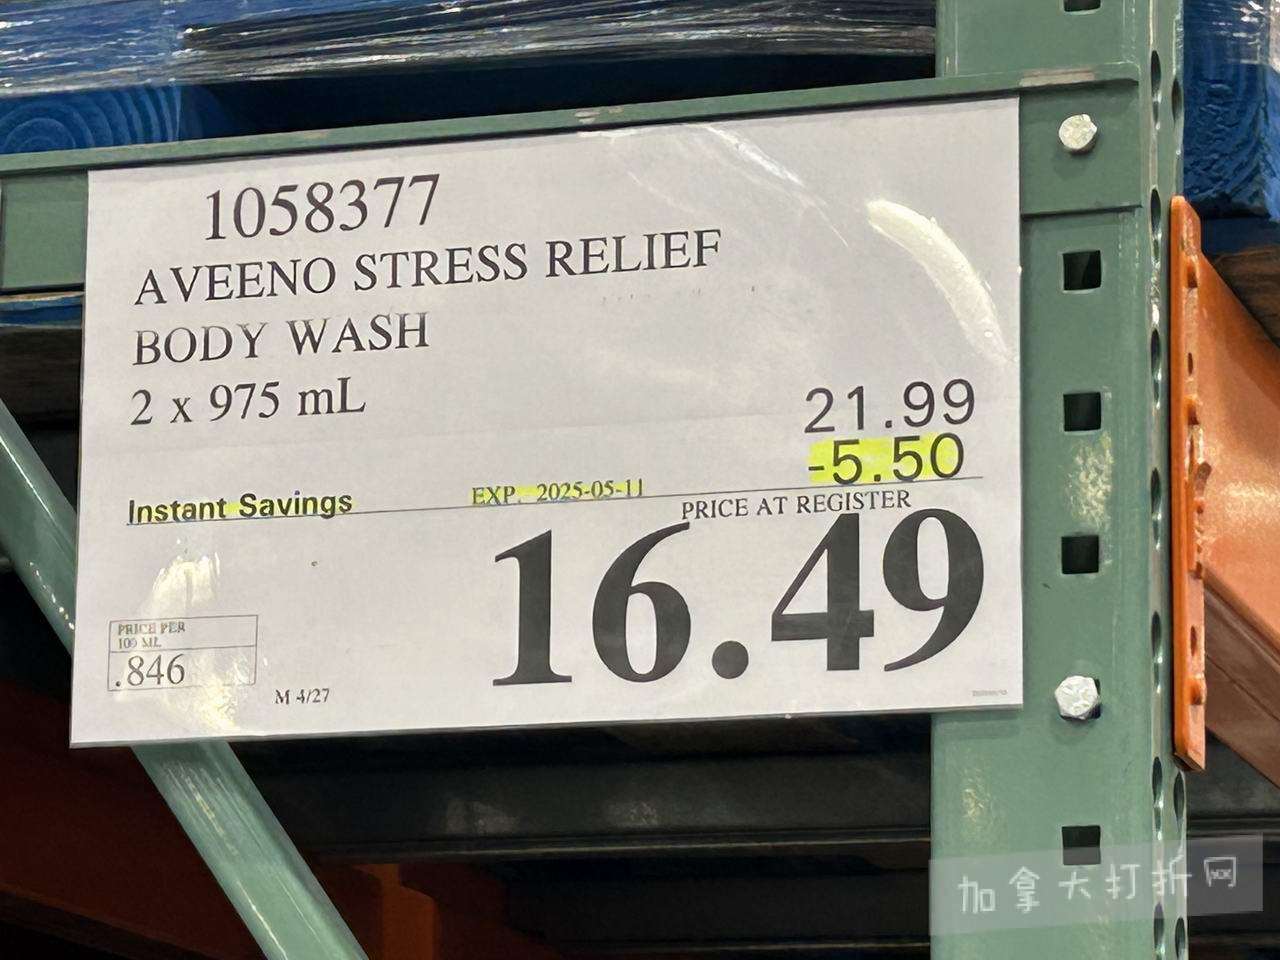 1058377
AVEENO STRESS RELIEF
BODY WASH
2 x 975 mL
21.99
-5.50
Instant Savings EXP. 2025-05-11
PRICE AT REGISTER
16.49
PRICE PER
100 ML
.846
M 4/27
加拿大打折网